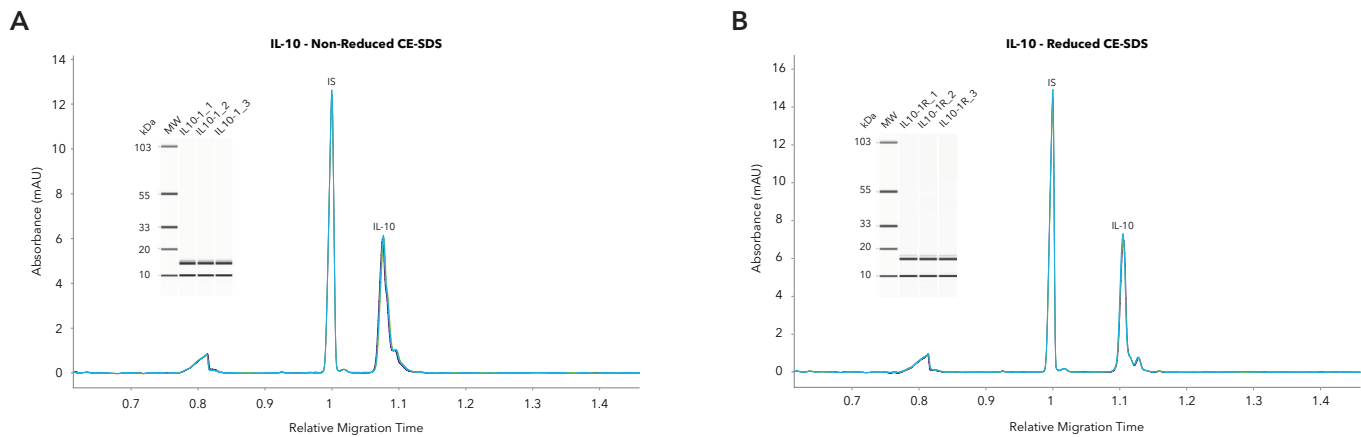 A
IL-10 - Non-Reduced CE-SDS
14
12
10
8
6
4
2
0
Absorbance (mAU)
0.7
0.8
0.9
1
1.1
1.2
1.3
1.4
Relative Migration Time
IS
IL-10
kDa
MW
IL10-1_1
IL10-1_2
IL10-1_3
103
55
33
20
10
B
IL-10 - Reduced CE-SDS
16
14
12
10
8
6
4
2
0
Absorbance (mAU)
0.7
0.8
0.9
1
1.1
1.2
1.3
1.4
Relative Migration Time
IS
IL-10
kDa
MW
IL10-1R_1
IL10-1R_2
IL10-1R_3
103
55
33
20
10